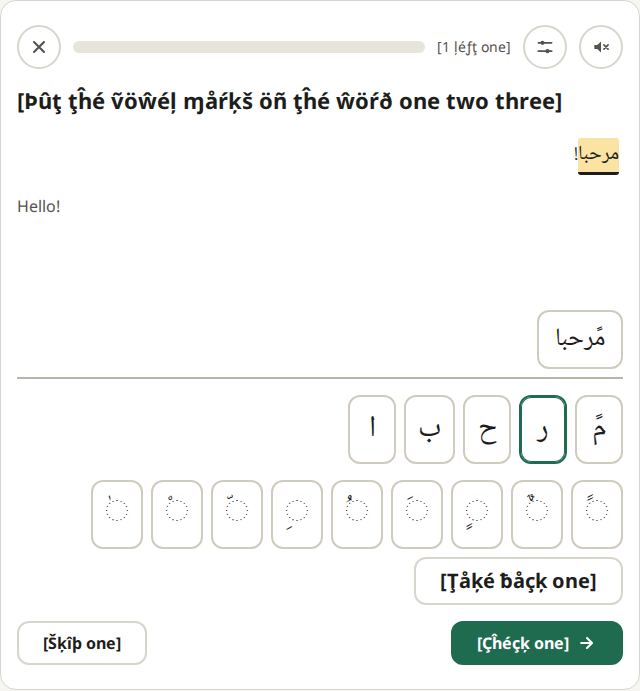 [1 ļéƒţ one]
[Þûţ ţĥé ṽöŵéļ ɱåŕķš öñ ţĥé ŵöŕð one two three]
مرحبا!
Hello!
مًرحبا
مً ر ح ب ا
◌ً ◌ٌ ◌ٍ ◌َ ◌ُ ◌ِ ◌ّ ◌ْ ◌ٰ
[Ţåķé ƀåçķ one]
[Šķîþ one]
[Çĥéçķ one]